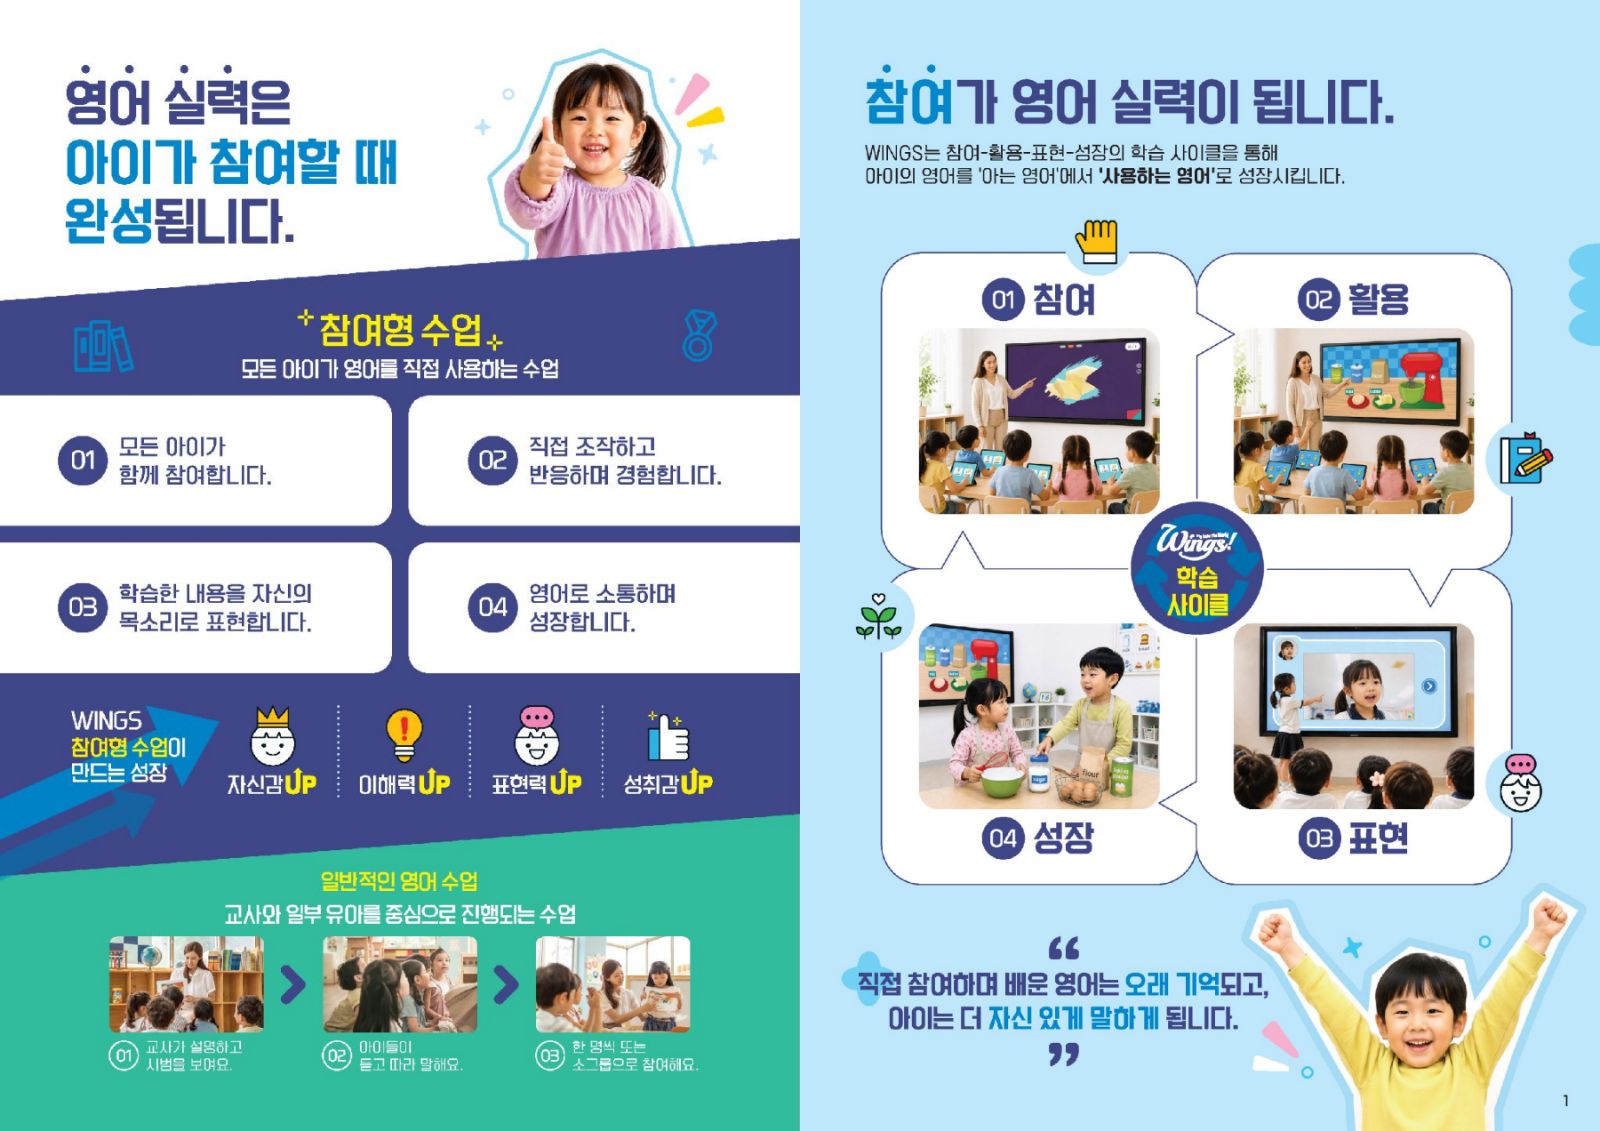 영어 실력은
아이가 참여할 때
완성됩니다.
참여형 수업
모든 아이가 영어를 직접 사용하는 수업
01 모든 아이가
함께 참여합니다.
02 직접 조작하고
반응하며 경험합니다.
03 학습한 내용을 자신의
목소리로 표현합니다.
04 영어로 소통하며
성장합니다.
WINGS
참여형 수업이
만드는 성장
자신감 UP
이해력 UP
표현력 UP
성취감 UP
일반적인 영어 수업
교사와 일부 유아를 중심으로 진행되는 수업
01 교사가 설명하고
시범을 보여요.
02 아이들이
듣고 따라 말해요.
03 한 명씩 또는
소그룹으로 참여해요.
참여가 영어 실력이 됩니다.
WINGS는 참여-활용-표현-성장의 학습 사이클을 통해
아이의 영어를 '아는 영어'에서 '사용하는 영어'로 성장시킵니다.
01 참여
02 활용
Wings!
학습
사이클
flour
04 성장
03 표현
“
직접 참여하며 배운 영어는 오래 기억되고,
아이는 더 자신 있게 말하게 됩니다.
”
1